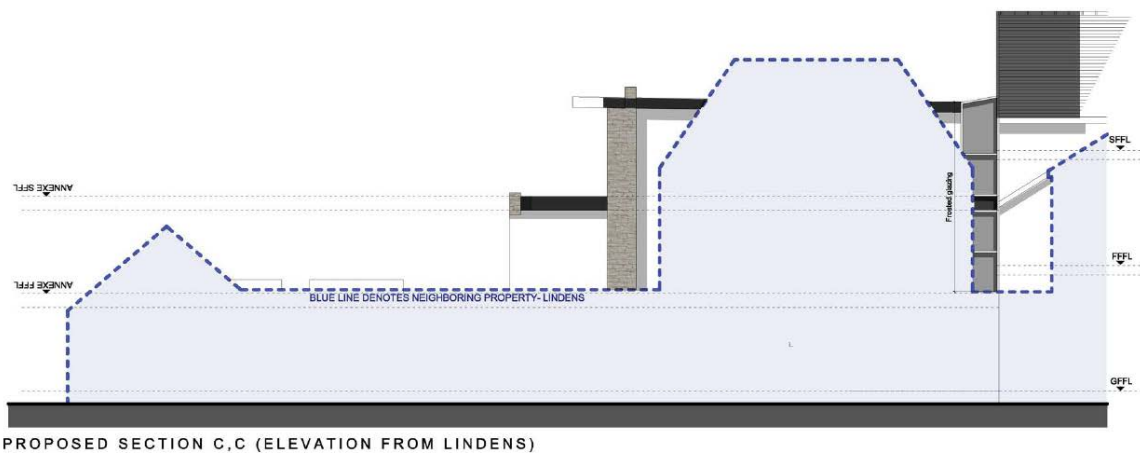 SFFL
ANNEXE SFFL
Frosted glazing
FFFL
ANNEXE FFFL
BLUE LINE DENOTES NEIGHBORING PROPERTY- LINDENS
L
GFFL
PROPOSED SECTION C,C (ELEVATION FROM LINDENS)